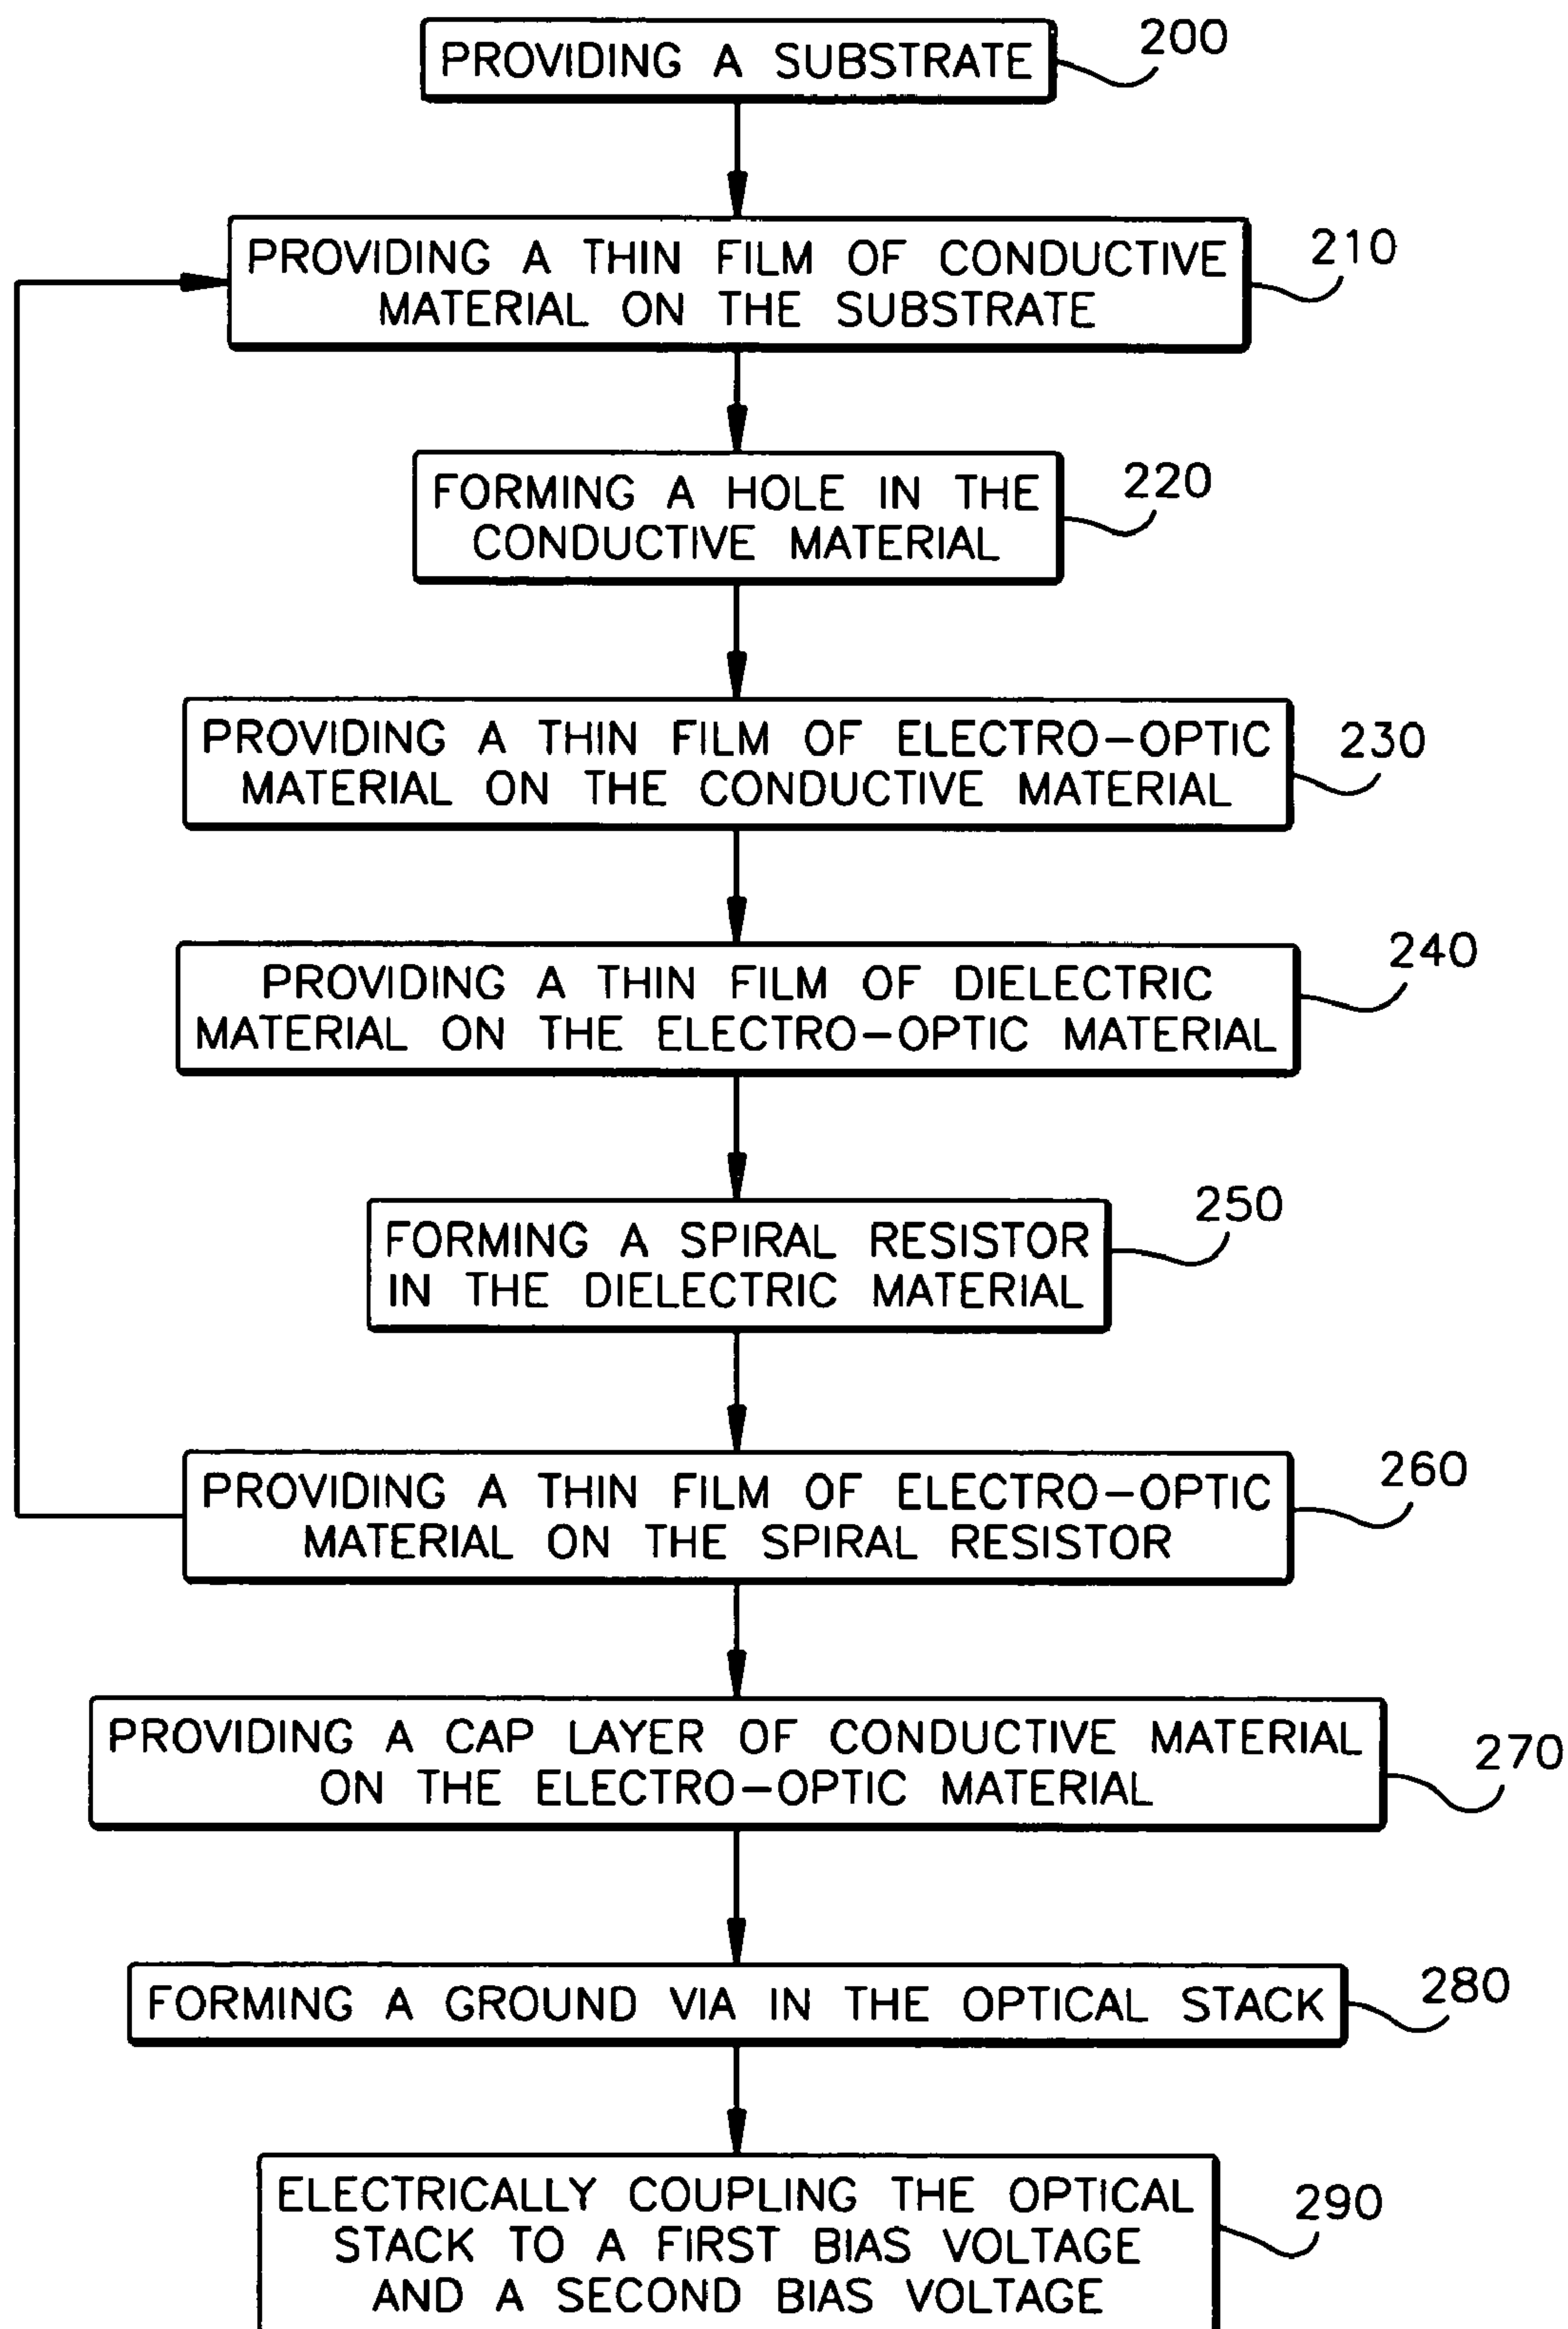 PROVIDING A SUBSTRATE
200
PROVIDING A THIN FILM OF CONDUCTIVE
MATERIAL ON THE SUBSTRATE
210
FORMING A HOLE IN THE
CONDUCTIVE MATERIAL
220
PROVIDING A THIN FILM OF ELECTRO-OPTIC
MATERIAL ON THE CONDUCTIVE MATERIAL
230
PROVIDING A THIN FILM OF DIELECTRIC
MATERIAL ON THE ELECTRO-OPTIC MATERIAL
240
FORMING A SPIRAL RESISTOR
IN THE DIELECTRIC MATERIAL
250
PROVIDING A THIN FILM OF ELECTRO-OPTIC
MATERIAL ON THE SPIRAL RESISTOR
260
PROVIDING A CAP LAYER OF CONDUCTIVE MATERIAL
ON THE ELECTRO-OPTIC MATERIAL
270
FORMING A GROUND VIA IN THE OPTICAL STACK
280
ELECTRICALLY COUPLING THE OPTICAL
STACK TO A FIRST BIAS VOLTAGE
AND A SECOND BIAS VOLTAGE
290